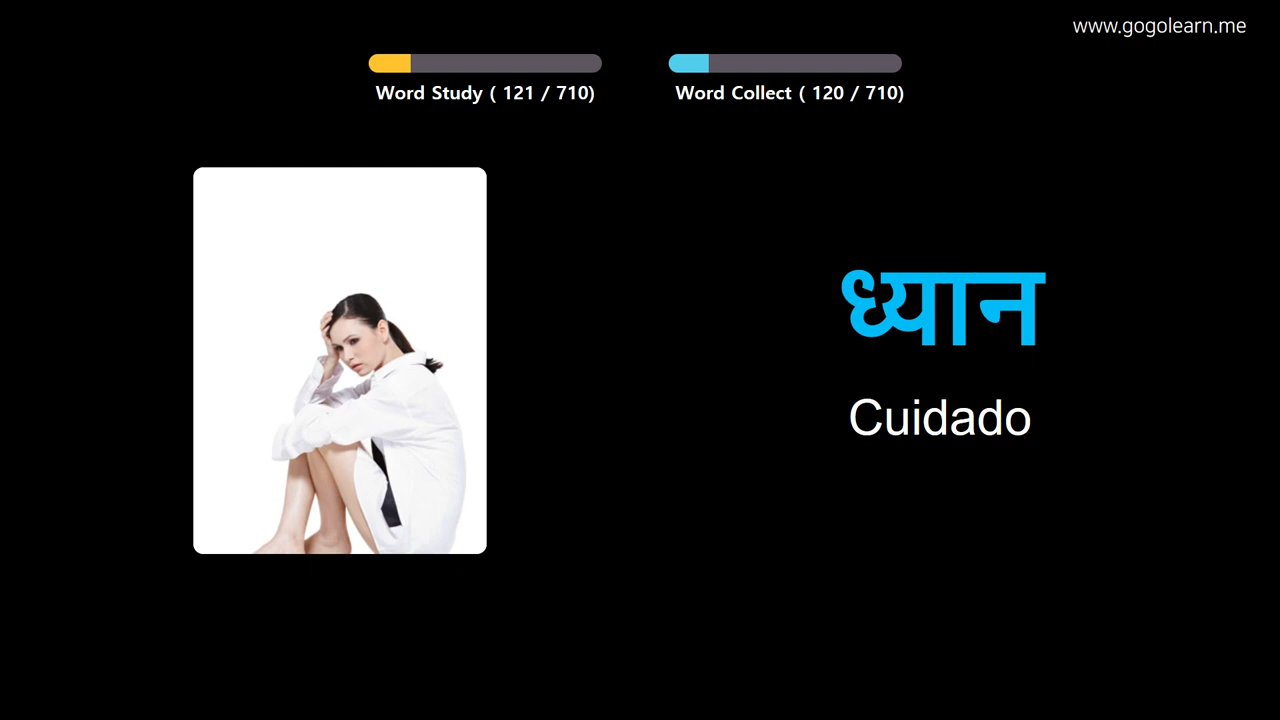 www.gogolearn.me
Word Study ( 121 / 710)
Word Collect ( 120 / 710)
ध्यान
Cuidado